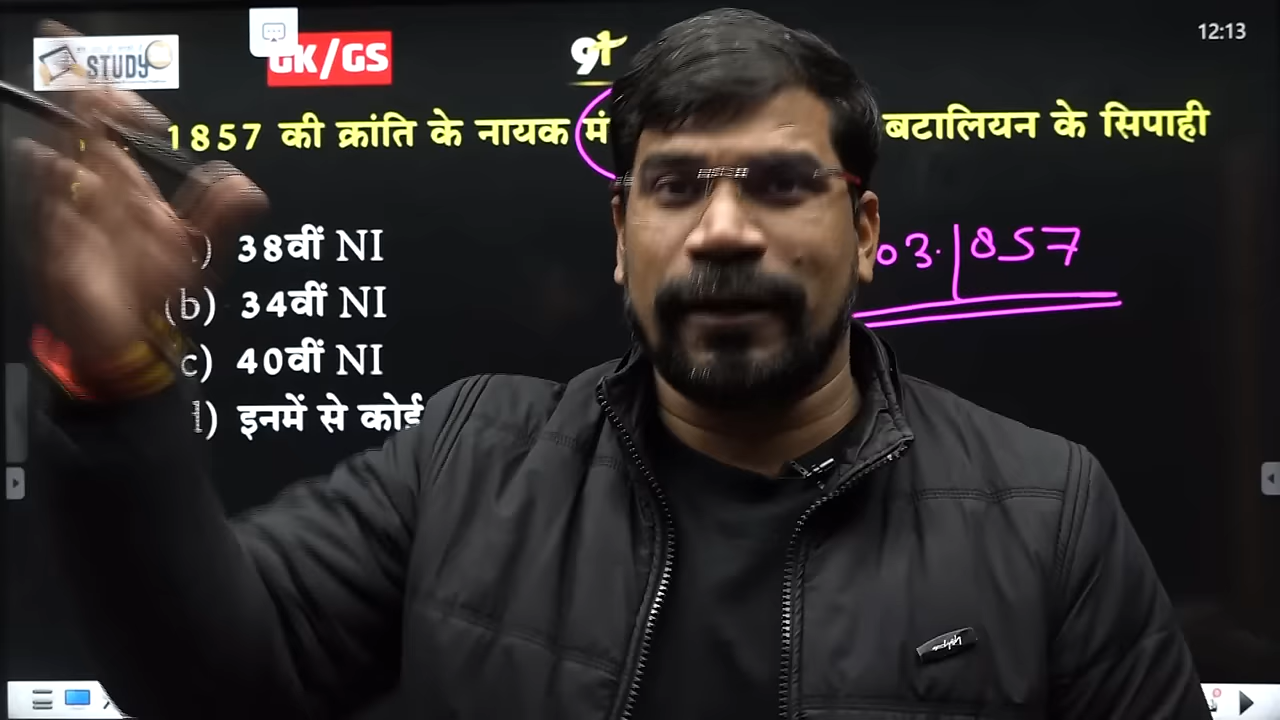 12:13
STUDY
GK/GS
1857 की क्रांति के नायक मं बटालियन के सिपाही
03.1857
) 38वीं NI
(b) 34वीं NI
c) 40वीं NI
) इनमें से कोई